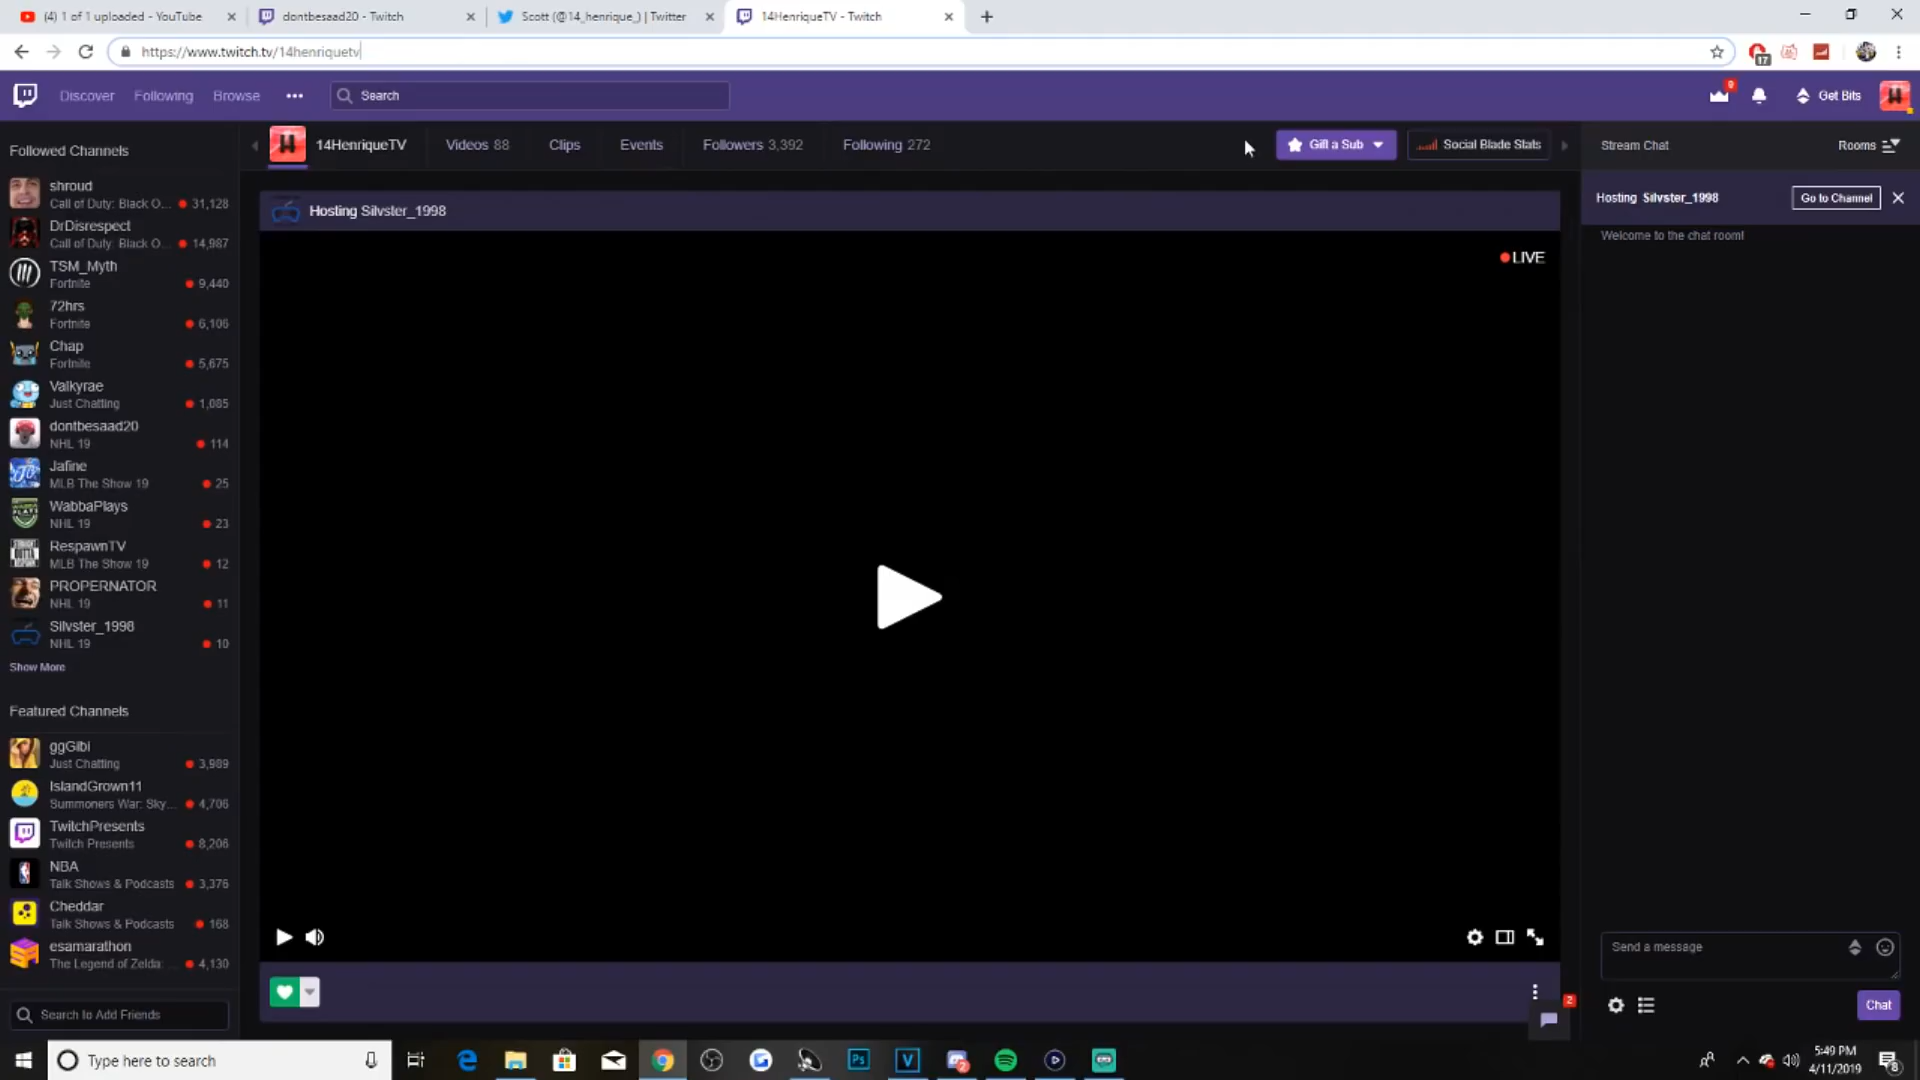 (4) 1 of 1 uploaded - YouTube
dontbesaad20 - Twitch
Scott (@14_henrique_) | Twitter
14HenriqueTV - Twitch
https://www.twitch.tv/14henriquetv
17
Discover
Following
Browse
Search
9
Get Bits
Followed Channels
14HenriqueTV
Videos 88
Clips
Events
Followers 3,392
Following 272
Gift a Sub
Social Blade Stats
Stream Chat
Rooms
Hosting Silvster_1998
LIVE
Hosting Silvster_1998
Go to Channel
Welcome to the chat room!
shroud
Call of Duty: Black O... 31,128
DrDisrespect
Call of Duty: Black O... 14,987
TSM_Myth
Fortnite 9,440
72hrs
Fortnite 6,106
Chap
Fortnite 5,675
Valkyrae
Just Chatting 1,085
dontbesaad20
NHL 19 114
Jafine
MLB The Show 19 25
WabbaPlays
NHL 19 23
RespawnTV
MLB The Show 19 12
PROPERNATOR
NHL 19 11
Silvster_1998
NHL 19 10
Show More
Featured Channels
ggGibi
Just Chatting 3,989
IslandGrown11
Summoners War: Sky... 4,706
TwitchPresents
Twitch Presents 8,206
NBA
Talk Shows & Podcasts 3,376
Cheddar
Talk Shows & Podcasts 168
esamarathon
The Legend of Zelda: 4,130
Search to Add Friends
Send a message
2
Chat
Type here to search
Ps
V
5:49 PM
4/11/2019
8